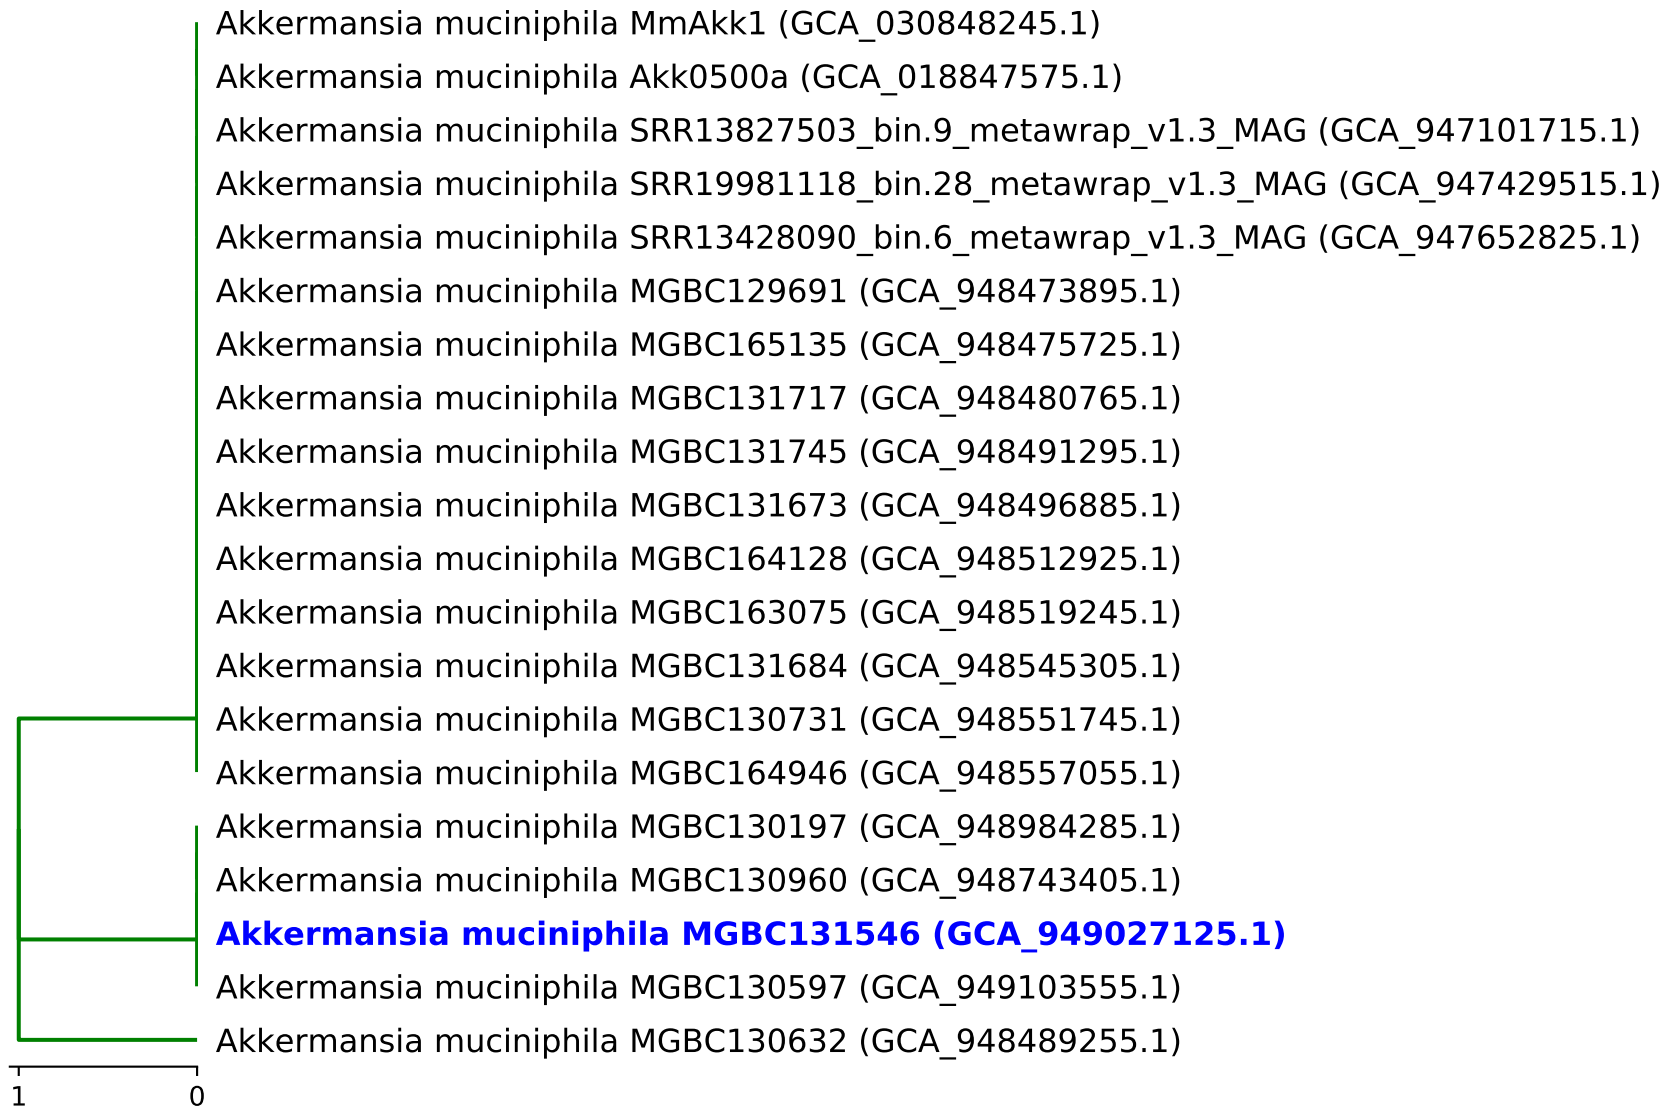 Akkermansia muciniphila MmAkk1 (GCA_030848245.1)
Akkermansia muciniphila Akk0500a (GCA_018847575.1)
Akkermansia muciniphila SRR13827503_bin.9_metawrap_v1.3_MAG (GCA_947101715.1)
Akkermansia muciniphila SRR19981118_bin.28_metawrap_v1.3_MAG (GCA_947429515.1)
Akkermansia muciniphila SRR13428090_bin.6_metawrap_v1.3_MAG (GCA_947652825.1)
Akkermansia muciniphila MGBC129691 (GCA_948473895.1)
Akkermansia muciniphila MGBC165135 (GCA_948475725.1)
Akkermansia muciniphila MGBC131717 (GCA_948480765.1)
Akkermansia muciniphila MGBC131745 (GCA_948491295.1)
Akkermansia muciniphila MGBC131673 (GCA_948496885.1)
Akkermansia muciniphila MGBC164128 (GCA_948512925.1)
Akkermansia muciniphila MGBC163075 (GCA_948519245.1)
Akkermansia muciniphila MGBC131684 (GCA_948545305.1)
Akkermansia muciniphila MGBC130731 (GCA_948551745.1)
Akkermansia muciniphila MGBC164946 (GCA_948557055.1)
Akkermansia muciniphila MGBC130197 (GCA_948984285.1)
Akkermansia muciniphila MGBC130960 (GCA_948743405.1)
Akkermansia muciniphila MGBC131546 (GCA_949027125.1)
Akkermansia muciniphila MGBC130597 (GCA_949103555.1)
Akkermansia muciniphila MGBC130632 (GCA_948489255.1)
1 0